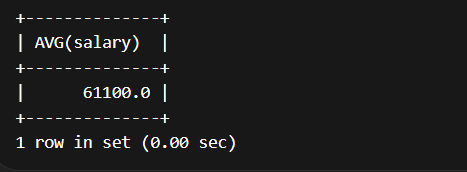 +--------------+
| AVG(salary)  |
+--------------+
|      61100.0 |
+--------------+
1 row in set (0.00 sec)